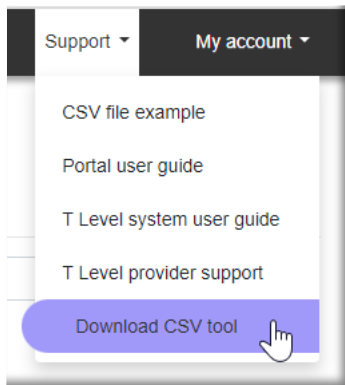 Support My account
CSV file example
Portal user guide
T Level system user guide
T Level provider support
Download CSV tool